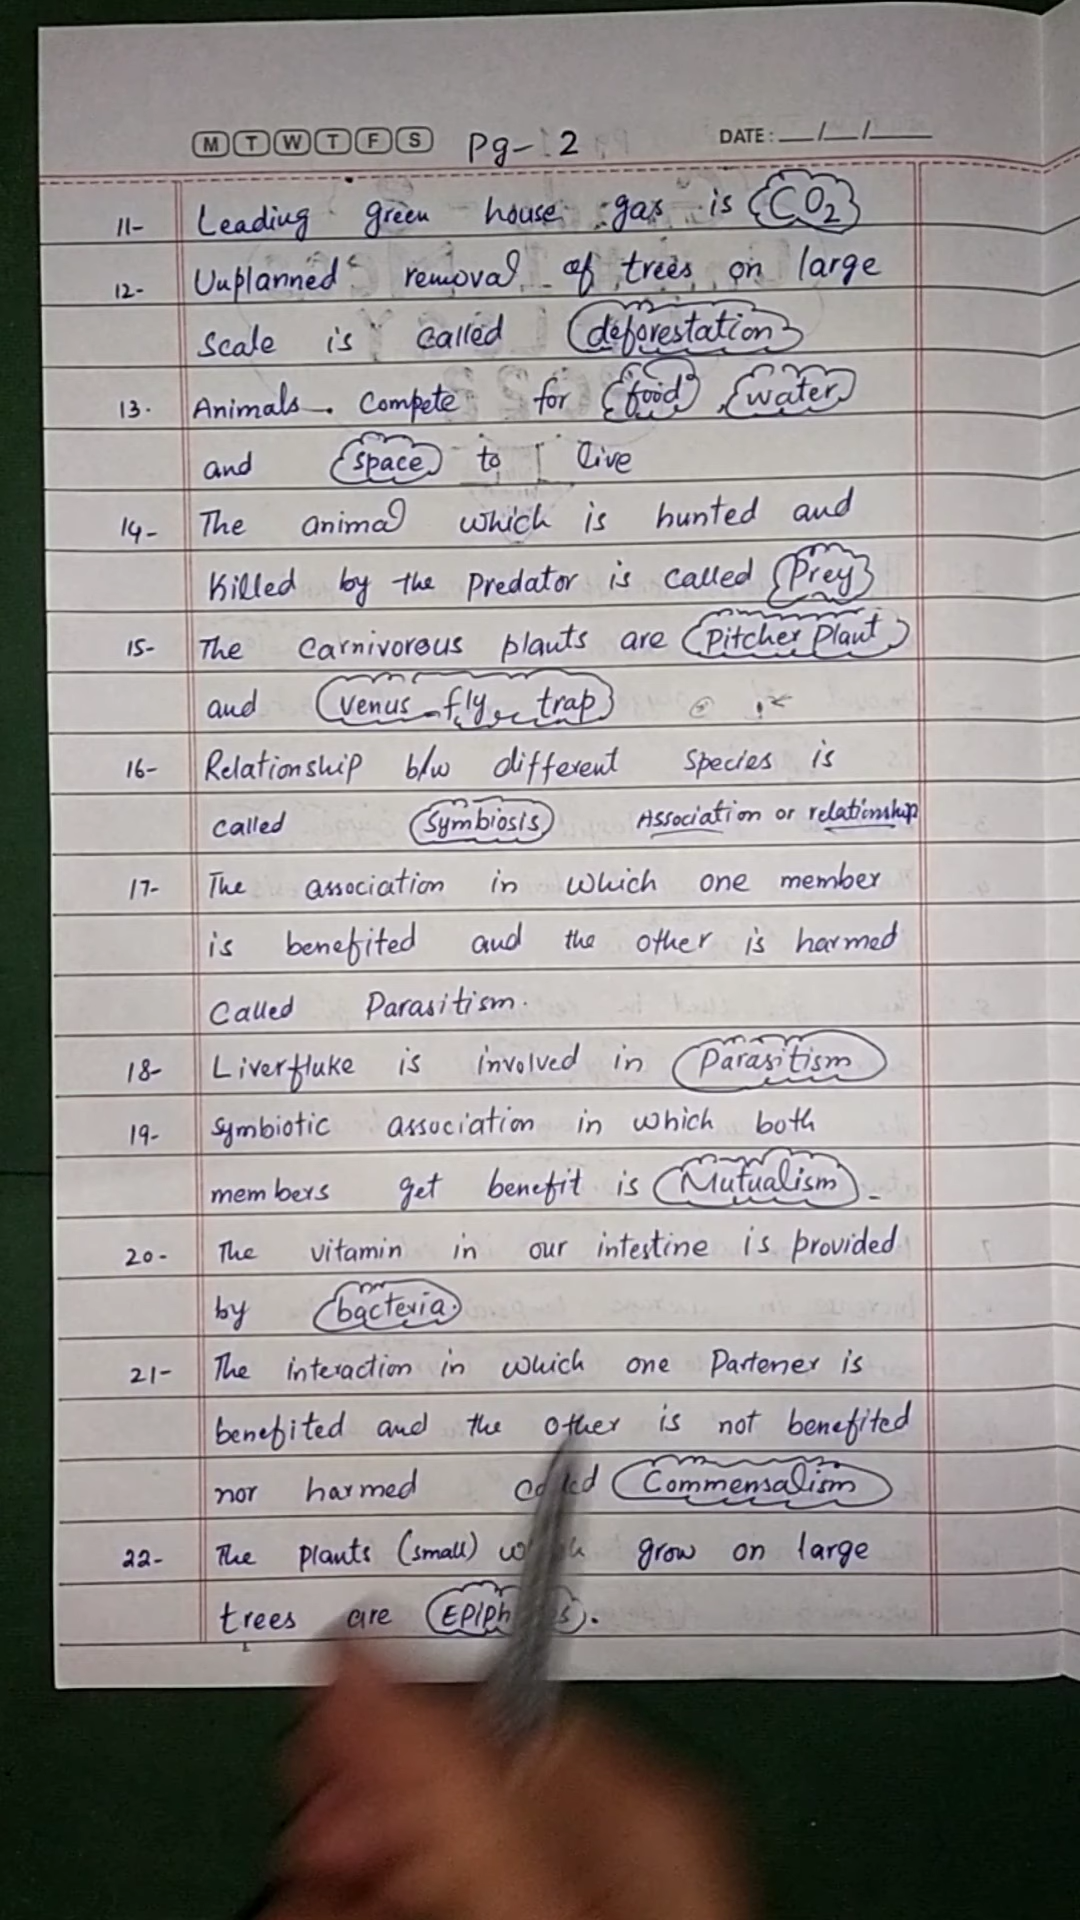 M T W T F S Pg-2 DATE: __/__/____
11- Leading green house gas is CO2
12- Unplanned removal of trees on large
scale is called deforestation
13. Animals compete for food, water
and space to live
14- The animal which is hunted and
killed by the predator is called Prey
15- The Carnivorous plants are Pitcher Plant
and Venus fly trap
16- Relationship b/w different species is
called Symbiosis Association or relationship
17- The association in which one member
is benefited and the other is harmed
Called Parasitism.
18- Liverfluke is involved in Parasitism
19- Symbiotic association in which both
members get benefit is Mutualism
20- The vitamin in our intestine is provided
by bacteria.
21- The interaction in which one Partener is
benefited and the other is not benefited
nor harmed called Commensalism
22- The plants (small) grow on large
trees are